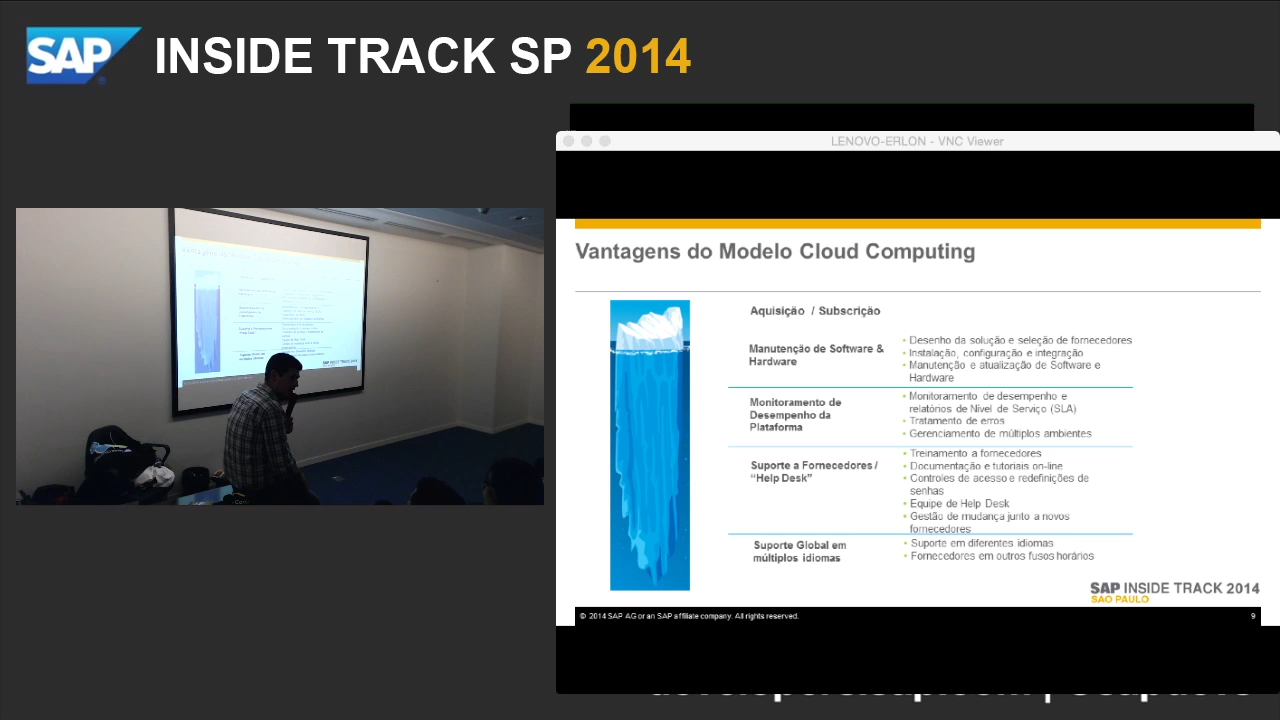 SAP INSIDE TRACK SP 2014
LENOVO-ERLON - VNC Viewer
Vantagens do Modelo Cloud Computing
Aquisição / Subscrição
Manutenção de Software &
Hardware
• Desenho da solução e seleção de fornecedores
• Instalação, configuração e integração
• Manutenção e atualização de Software e
Hardware
Monitoramento de
Desempenho da
Plataforma
• Monitoramento de desempenho e
relatórios de Nível de Serviço (SLA)
• Tratamento de erros
• Gerenciamento de múltiplos ambientes
Suporte a Fornecedores /
“Help Desk”
• Treinamento a fornecedores
• Documentação e tutoriais on-line
• Controles de acesso e redefinições de
senhas
• Equipe de Help Desk
• Gestão de mudança junto a novos
fornecedores
Suporte Global em
múltiplos idiomas
• Suporte em diferentes idiomas
• Fornecedores em outros fusos horários
SAP INSIDE TRACK 2014
SAO PAULO
© 2014 SAP AG or an SAP affiliate company. All rights reserved.
9